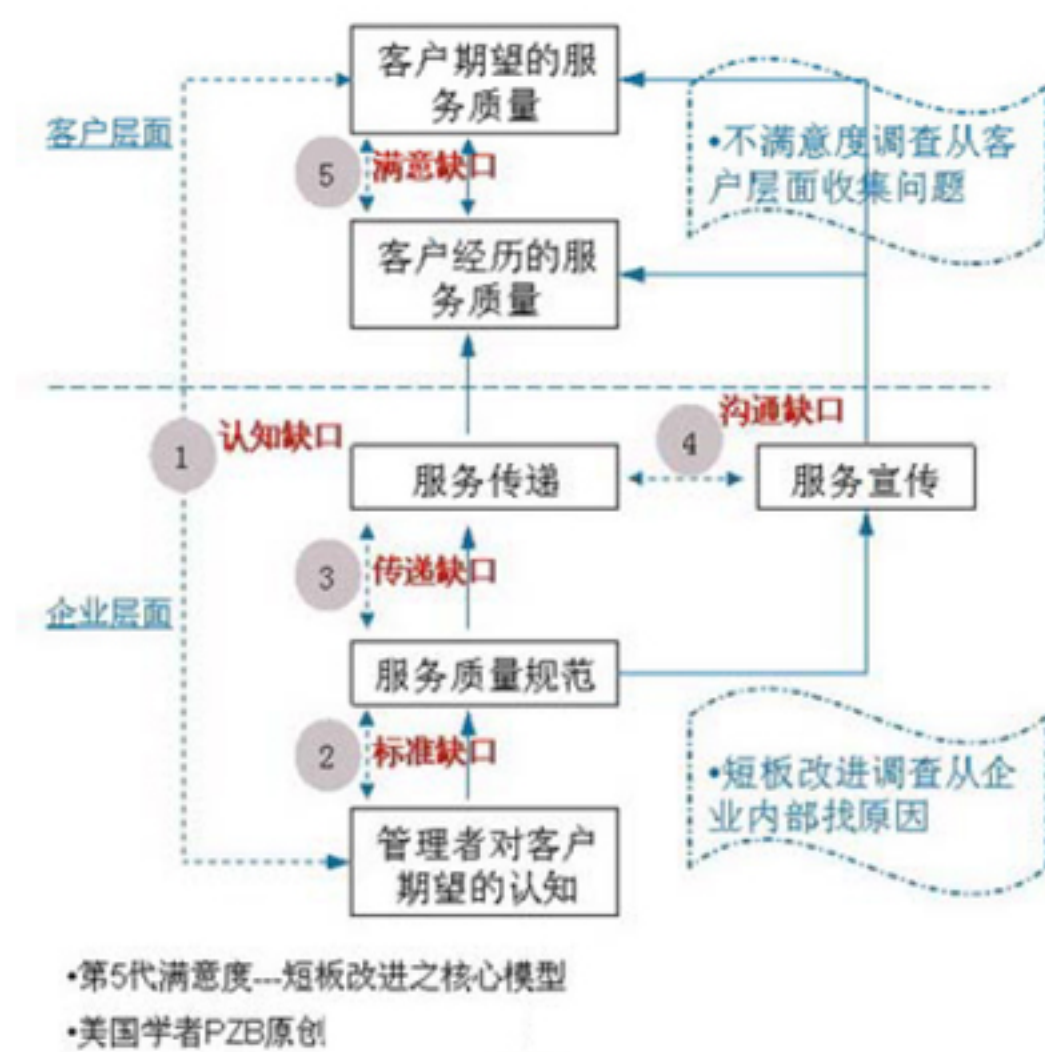 客户期望的服
务质量
客户层面
5
满意缺口
•不满意度调查从客
户层面收集问题
客户经历的服
务质量
沟通缺口
4
1
认知缺口
服务传递
服务宣传
3
传递缺口
企业层面
服务质量规范
2
标准缺口
•短板改进调查从企
业内部找原因
管理者对客户
期望的认知
•第5代满意度---短板改进之核心模型
•美国学者PZB原创